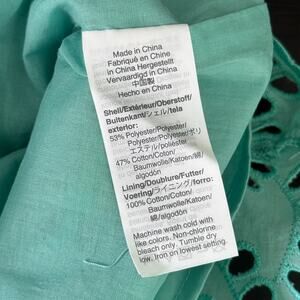 Made in China
Fabriqué en Chine
in China Hergestellt
Vervaardigd in China
中国製
Hecho en China
Shell/Extérieur/Oberstoff/
Buitenkant/シェル/tela
exterior:
53% Polyester/Polyester/
Polyester/Polyester/ポリ
エステル/poliéster
47% Cotton/Coton/
Baumwolle/Katoen/綿/
algodón
Lining/Doublure/Futter/
Voering/ライニング/forro:
100% Cotton/Coton/
Baumwolle/Katoen/綿
/algodón
Machine wash cold with
like colors. Non-chlorine
bleach only. Tumble dry
low. Iron on lowest setting.